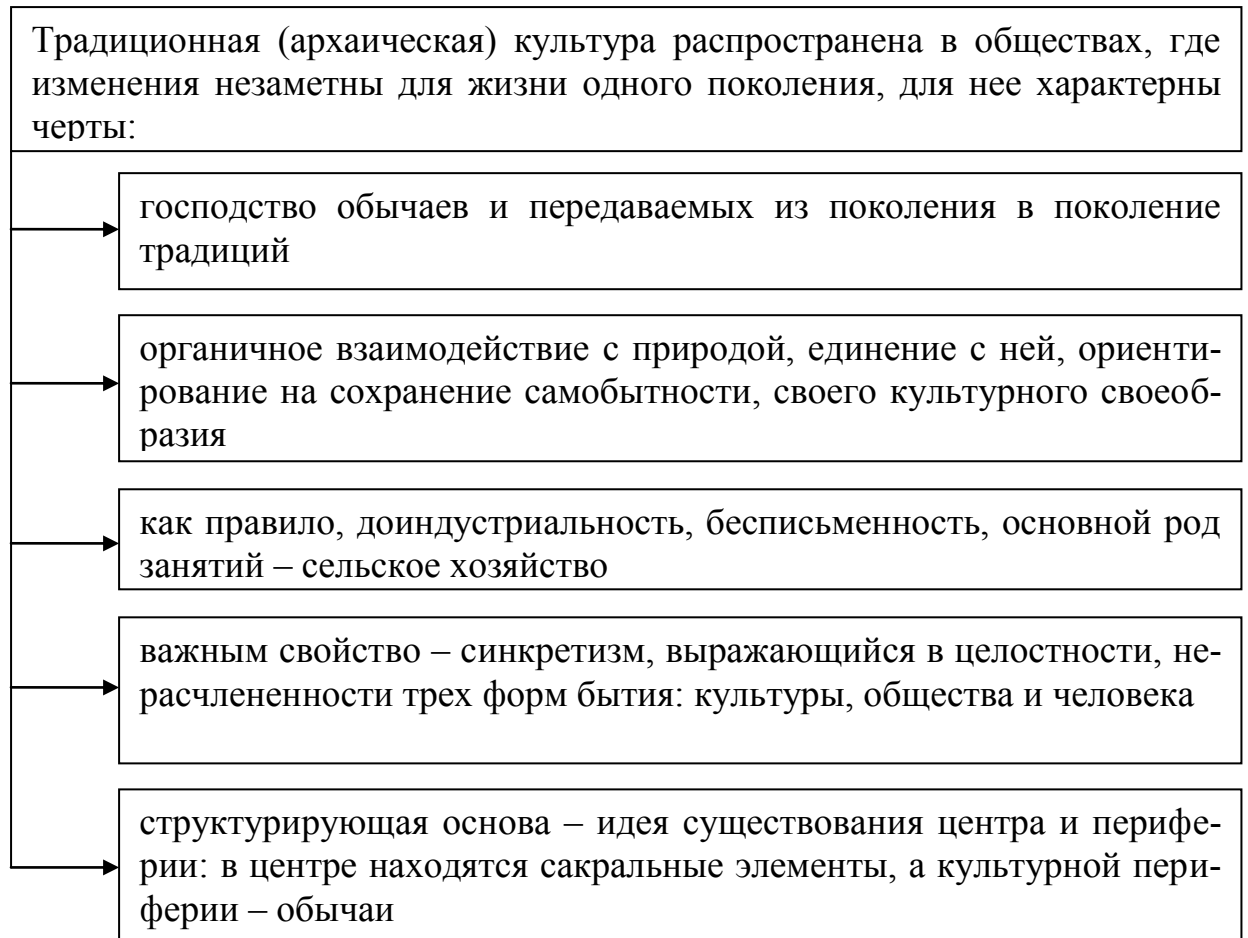 Традиционная (архаическая) культура распространена в обществах, где
изменения незаметны для жизни одного поколения, для нее характерны
черты:
господство обычаев и передаваемых из поколения в поколение
традиций
органичное взаимодействие с природой, единение с ней, ориенти-
рование на сохранение самобытности, своего культурного своеоб-
разия
как правило, доиндустриальность, бесписьменность, основной род
занятий – сельское хозяйство
важным свойство – синкретизм, выражающийся в целостности, не-
расчлененности трех форм бытия: культуры, общества и человека
структурирующая основа – идея существования центра и перифе-
рии: в центре находятся сакральные элементы, а культурной пери-
ферии – обычаи